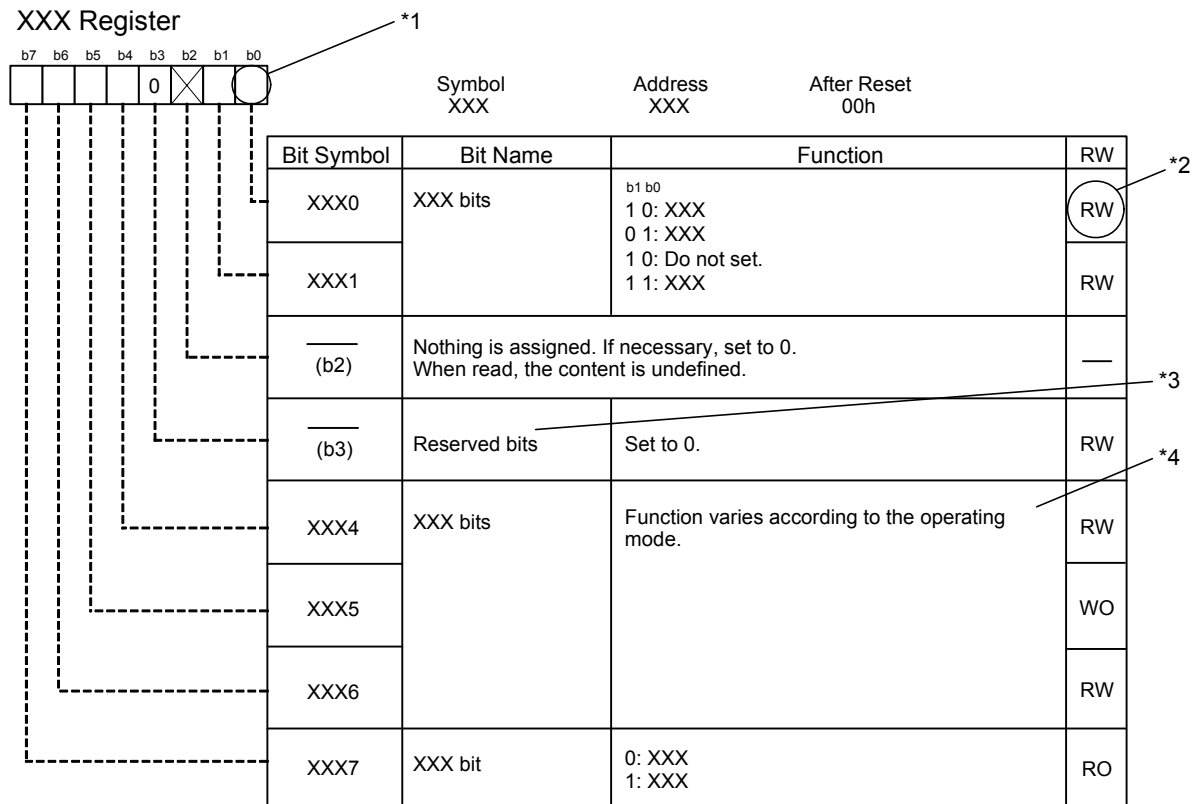 XXX Register
*1
b7 b6 b5 b4 b3 b2 b1 b0
0
Symbol Address After Reset
XXX XXX 00h
Bit Symbol Bit Name Function RW
*2
XXX0 XXX bits b1 b0 RW
1 0: XXX
0 1: XXX
1 0: Do not set.
XXX1 1 1: XXX RW
(b2) Nothing is assigned. If necessary, set to 0. —
When read, the content is undefined.
*3
(b3) Reserved bits Set to 0. RW
*4
XXX4 XXX bits Function varies according to the operating RW
mode.
XXX5 WO
XXX6 RW
XXX7 XXX bit 0: XXX RO
1: XXX